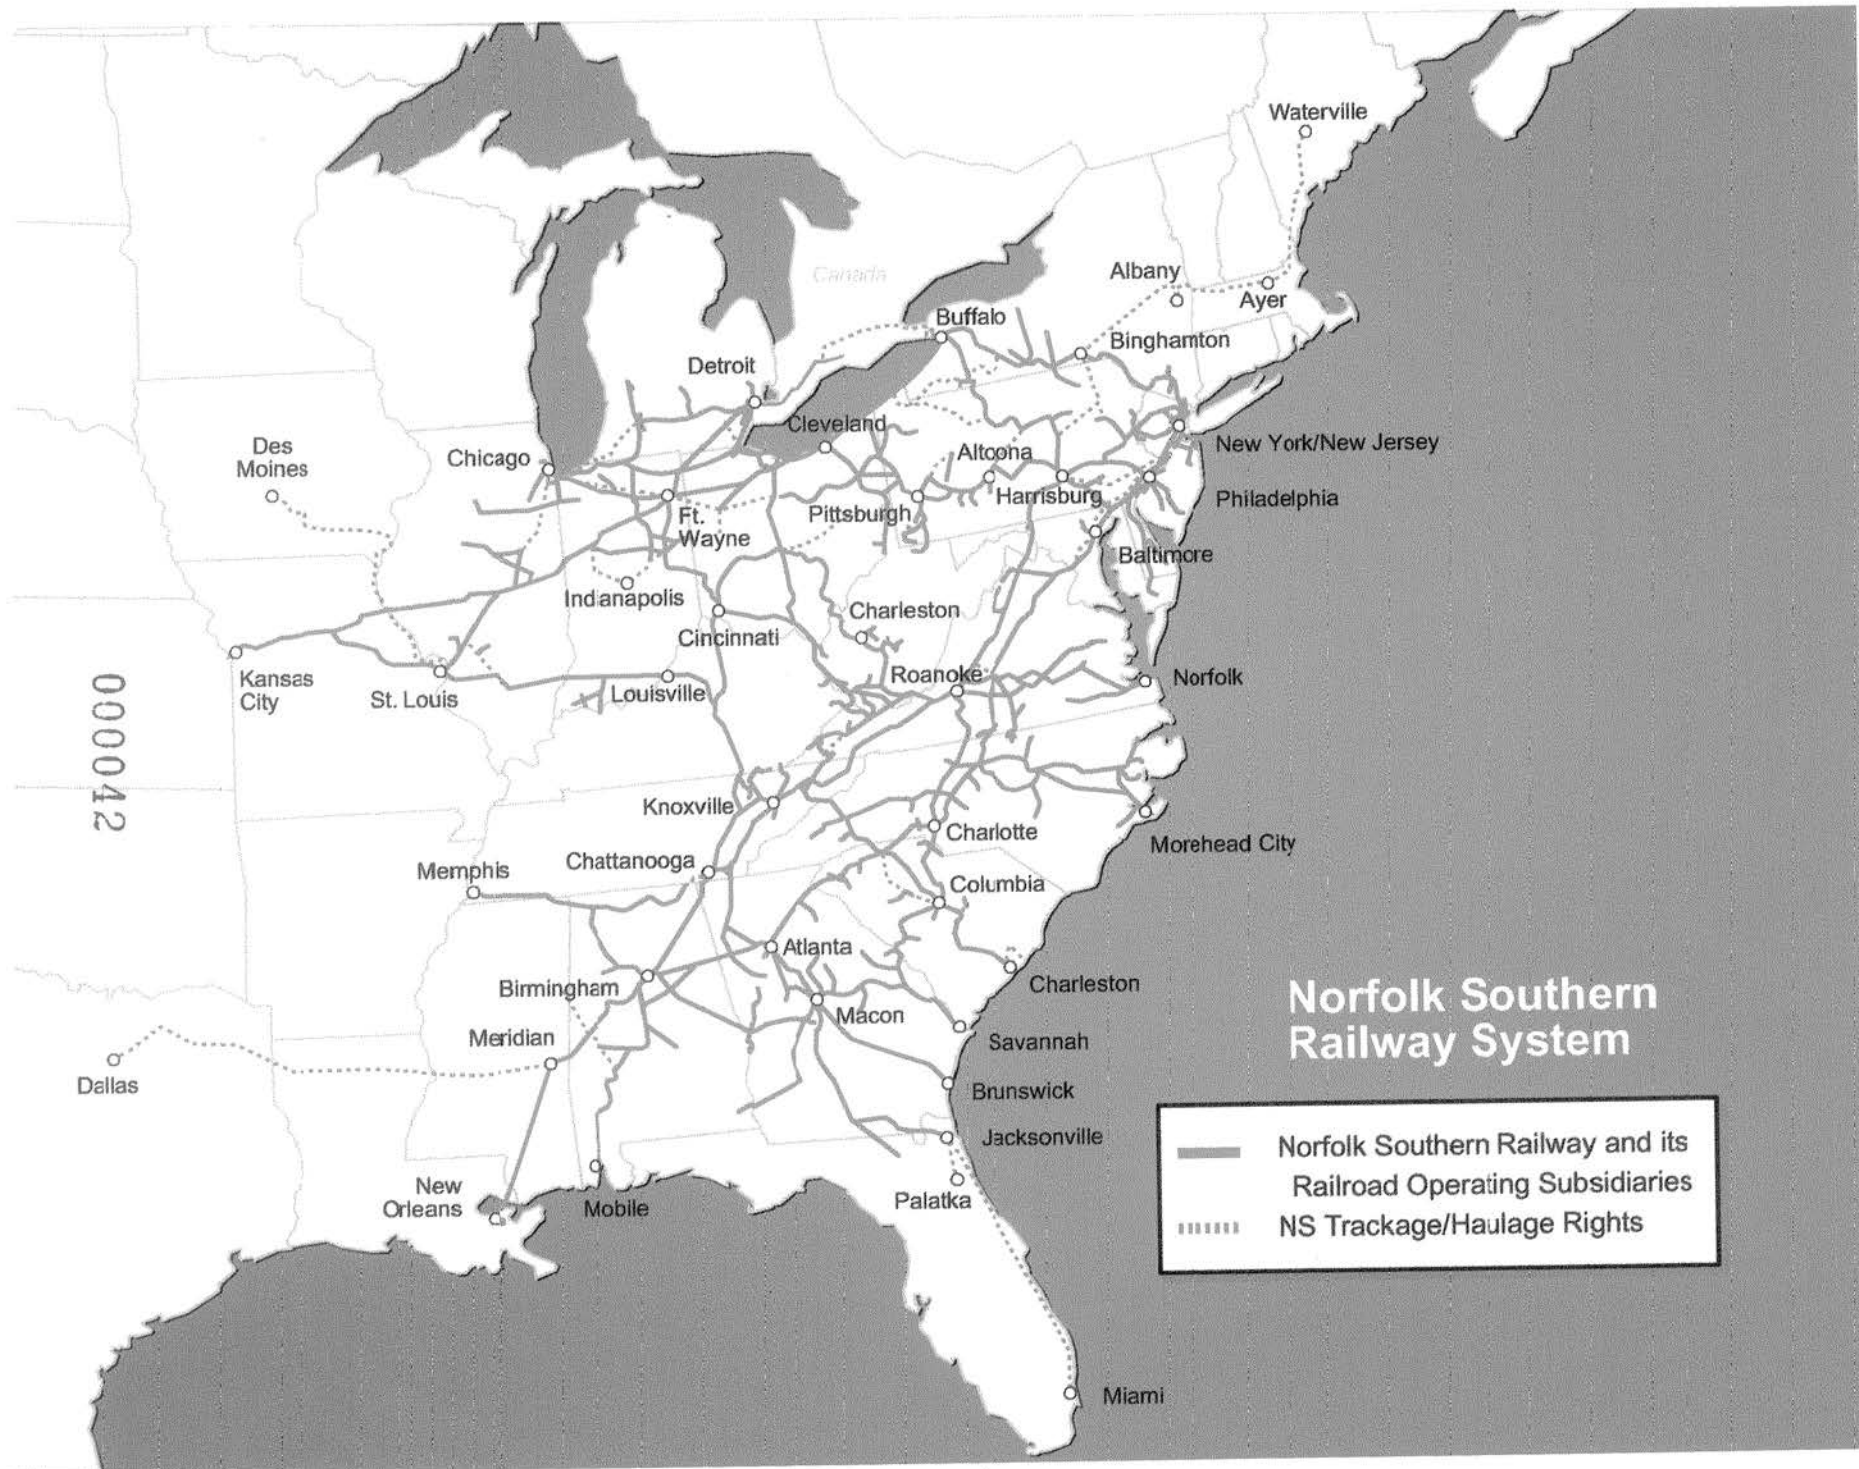 Waterville
Canada
Albany
Ayer
Buffalo
Binghamton
Detroit
Cleveland
New York/New Jersey
Des
Moines
Chicago
Altoona
Harrisburg
Philadelphia
Ft.
Wayne
Pittsburgh
Baltimore
Indianapolis
Charleston
Cincinnati
Kansas
City
St. Louis
Louisville
Roanoke
Norfolk
000042
Knoxville
Charlotte
Morehead City
Memphis
Chattanooga
Columbia
Atlanta
Birmingham
Charleston
Macon
Meridian
Savannah
Dallas
Brunswick
Jacksonville
New
Orleans
Mobile
Palatka
Miami
Norfolk Southern
Railway System
Norfolk Southern Railway and its
Railroad Operating Subsidiaries
NS Trackage/Haulage Rights